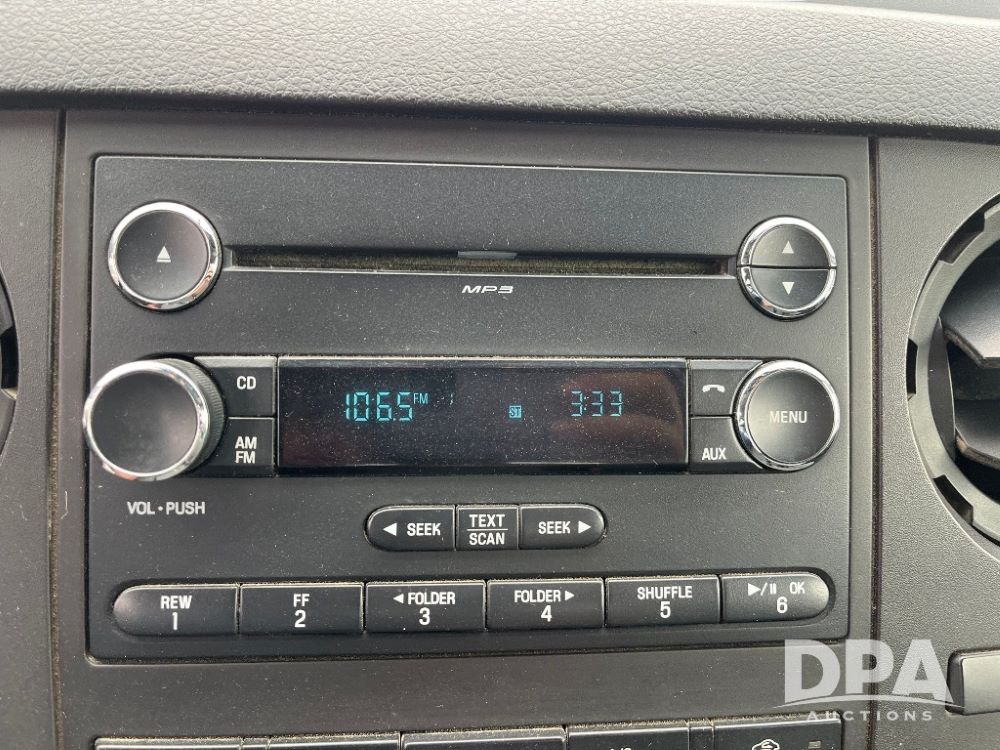 MP3
CD
106.5 FM 1 ST 3:33
AM
FM
MENU
AUX
VOL • PUSH
◄ SEEK
TEXT
SCAN
SEEK ►
REW
1
FF
2
◄ FOLDER
3
FOLDER ►
4
SHUFFLE
5
►/II OK
6
DPA
AUCTIONS